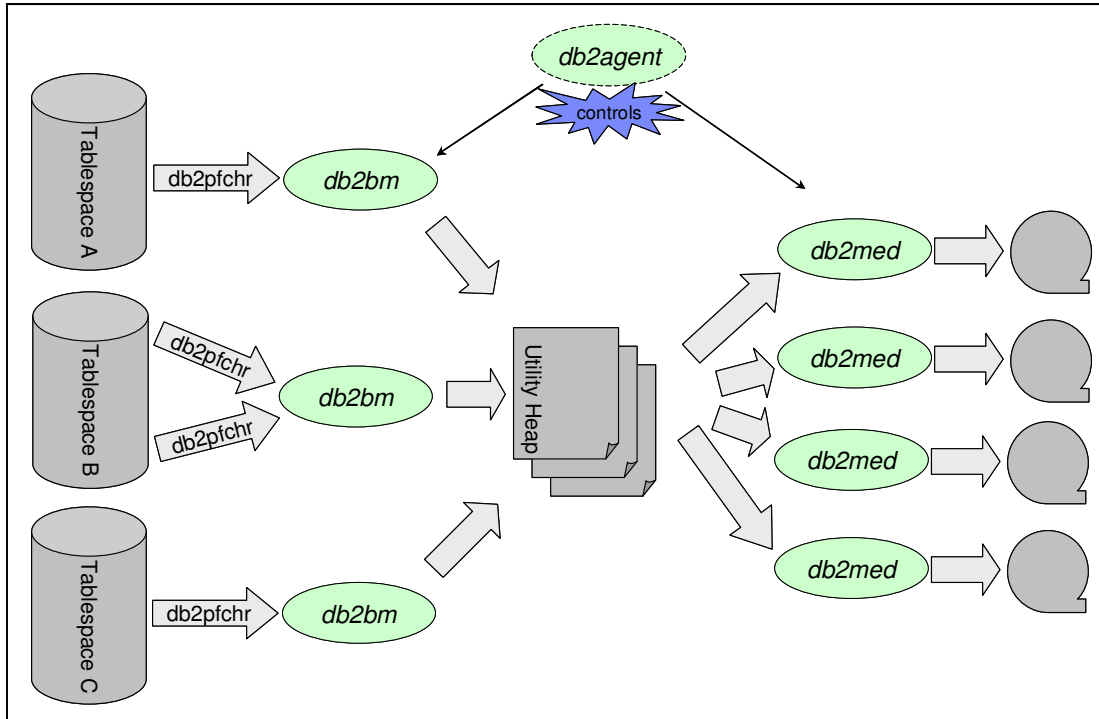 db2agent
controls
Tablespace A
db2pfchr
db2bm
Tablespace B
db2pfchr
db2pfchr
db2bm
Tablespace C
db2pfchr
db2bm
Utility Heap
db2med
db2med
db2med
db2med